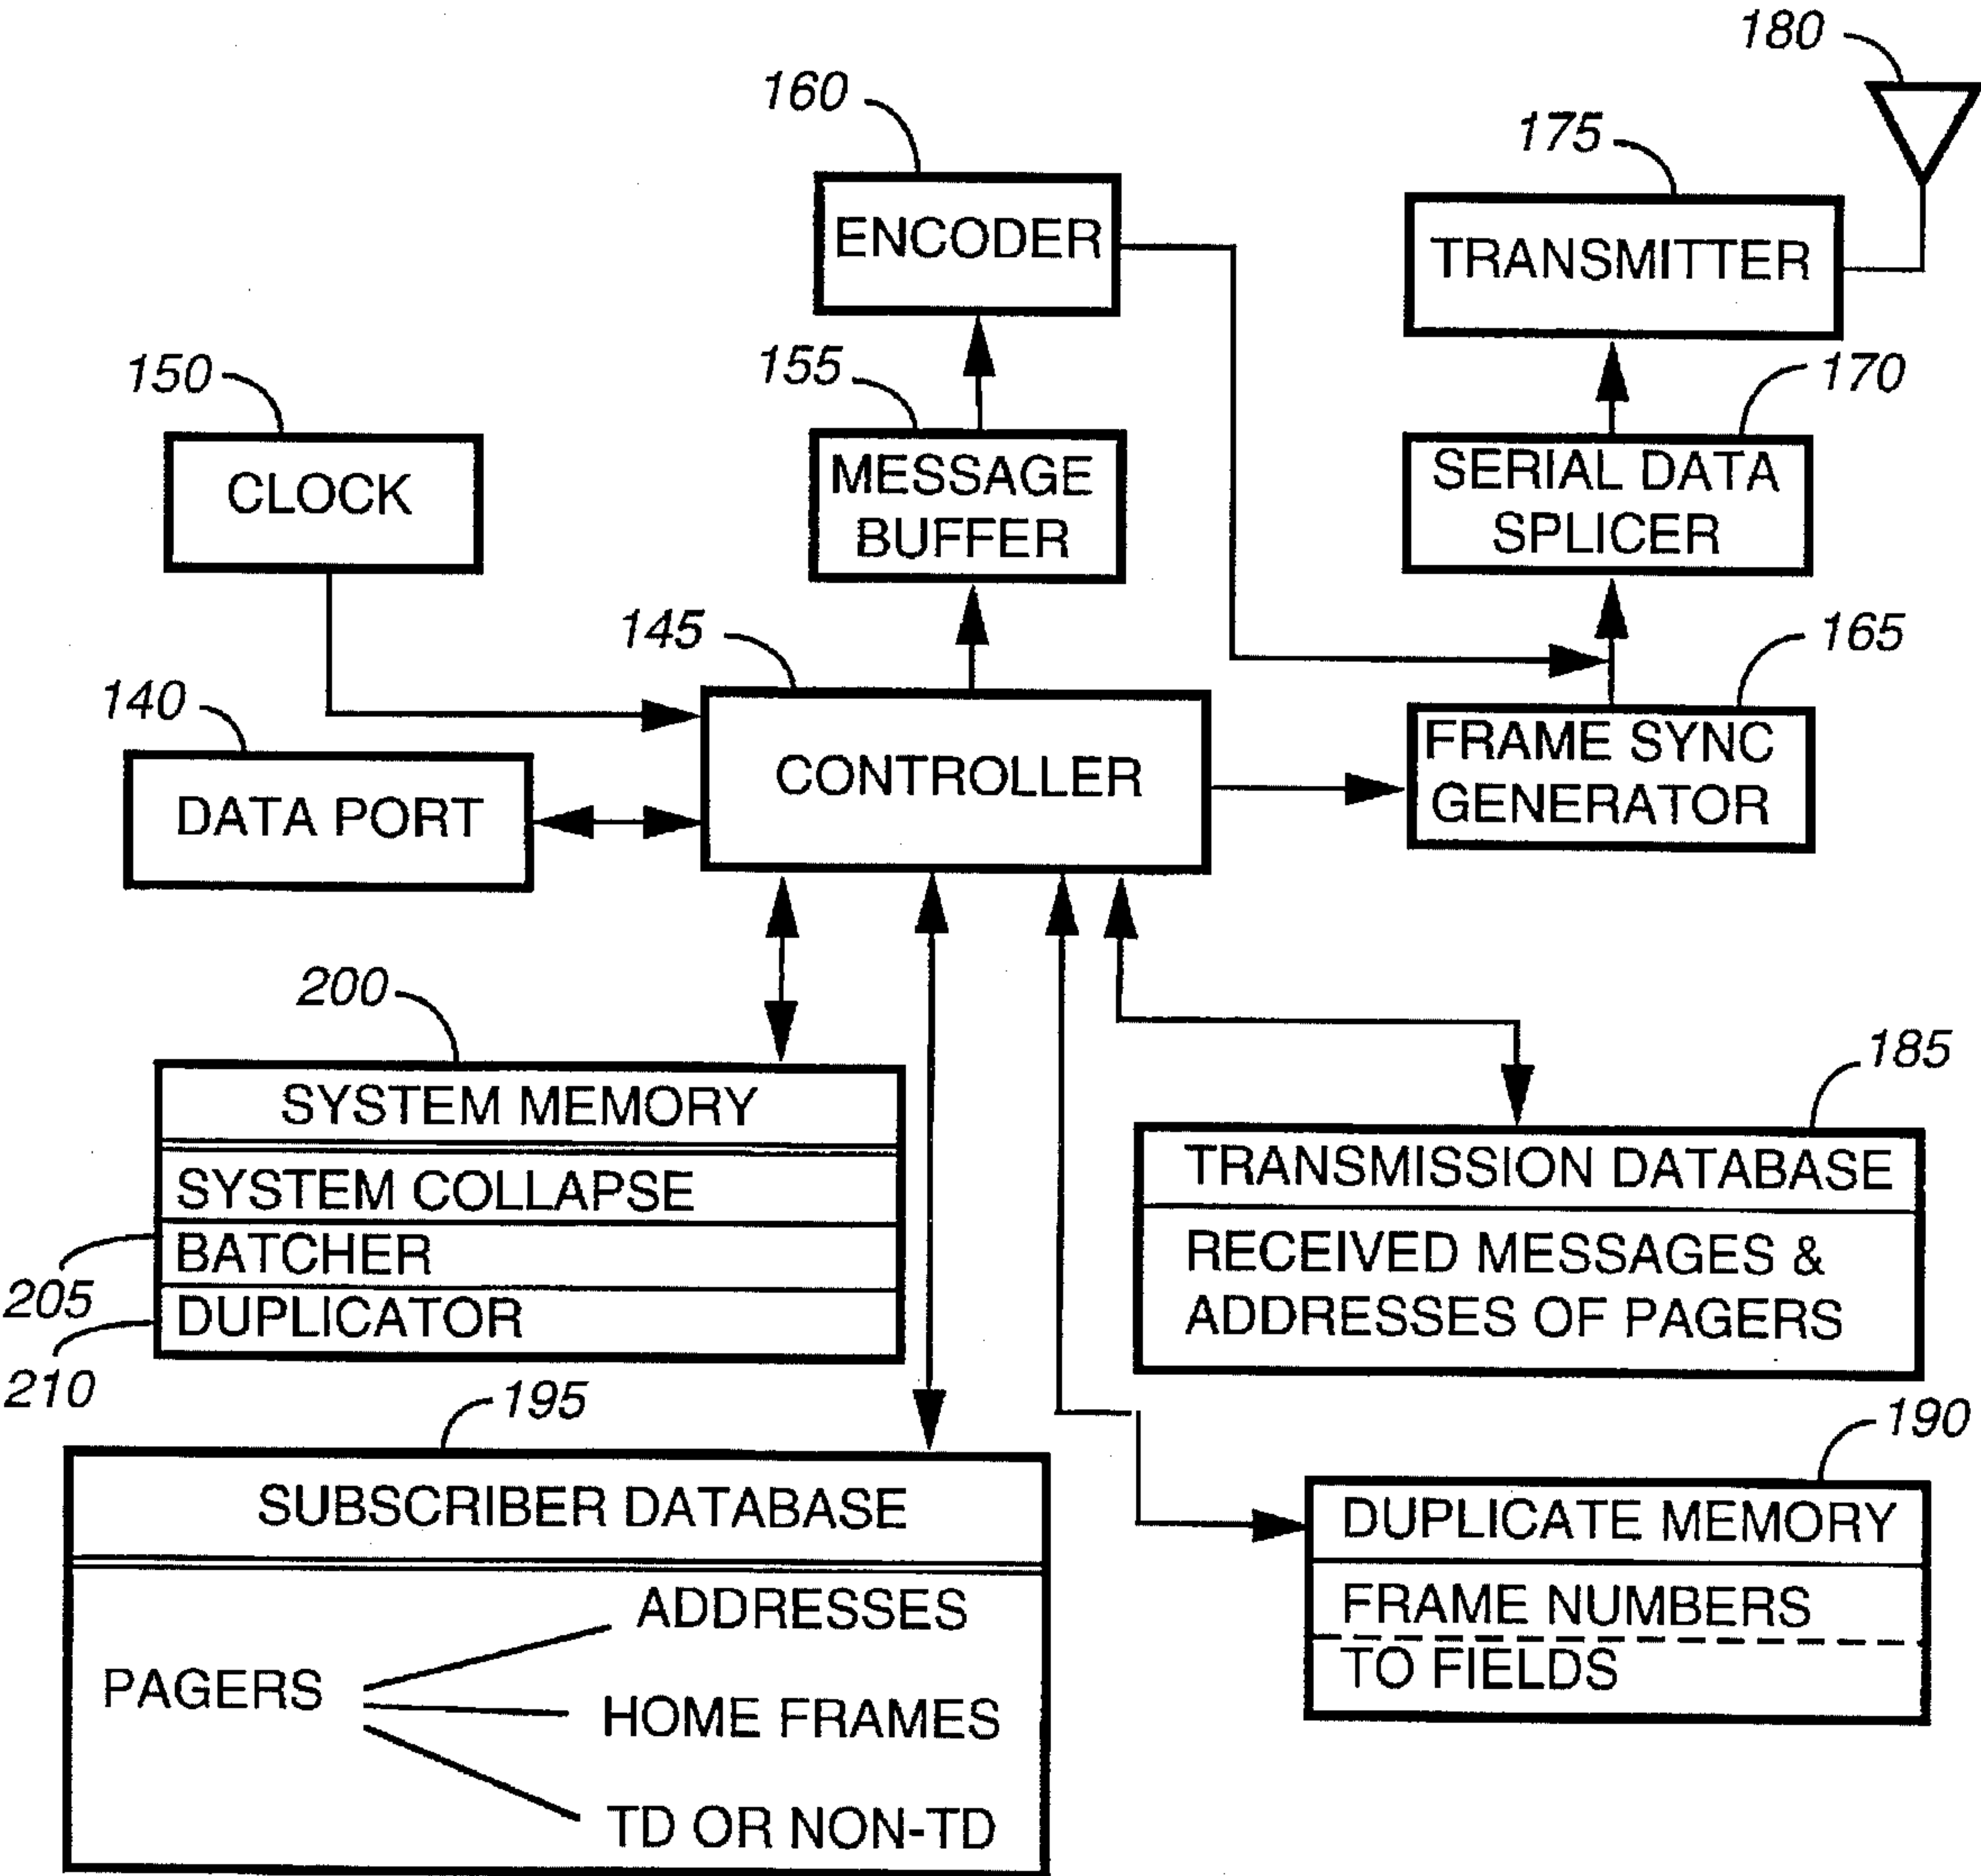 180
160
175
ENCODER
TRANSMITTER
150
155
170
CLOCK
MESSAGE
BUFFER
SERIAL DATA
SPLICER
145
165
140
CONTROLLER
FRAME SYNC
GENERATOR
DATA PORT
200
SYSTEM MEMORY
SYSTEM COLLAPSE
BATCHER
DUPLICATOR
205
210
185
TRANSMISSION DATABASE
RECEIVED MESSAGES &
ADDRESSES OF PAGERS
195
SUBSCRIBER DATABASE
PAGERS
ADDRESSES
HOME FRAMES
TD OR NON-TD
190
DUPLICATE MEMORY
FRAME NUMBERS
TO FIELDS